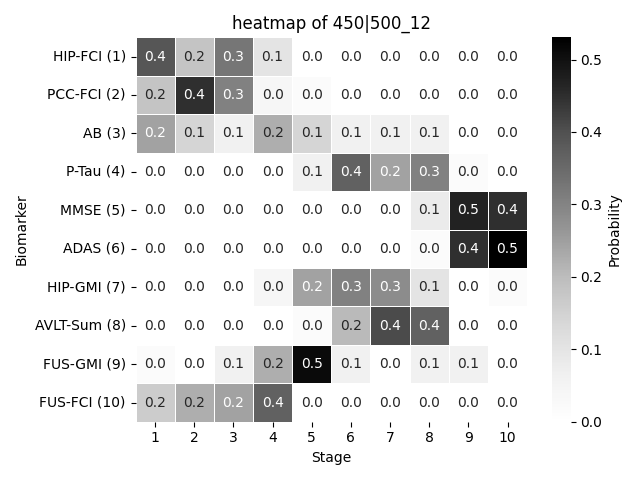 heatmap of 450|500_12
HIP-FCI (1) 0.4 0.2 0.3 0.1 0.0 0.0 0.0 0.0 0.0 0.0
PCC-FCI (2) 0.2 0.4 0.3 0.0 0.0 0.0 0.0 0.0 0.0 0.0
AB (3) 0.2 0.1 0.1 0.2 0.1 0.1 0.1 0.1 0.0 0.0
P-Tau (4) 0.0 0.0 0.0 0.0 0.1 0.4 0.2 0.3 0.0 0.0
MMSE (5) 0.0 0.0 0.0 0.0 0.0 0.0 0.0 0.1 0.5 0.4
ADAS (6) 0.0 0.0 0.0 0.0 0.0 0.0 0.0 0.0 0.4 0.5
HIP-GMI (7) 0.0 0.0 0.0 0.0 0.2 0.3 0.3 0.1 0.0 0.0
AVLT-Sum (8) 0.0 0.0 0.0 0.0 0.0 0.2 0.4 0.4 0.0 0.0
FUS-GMI (9) 0.0 0.0 0.1 0.2 0.5 0.1 0.0 0.1 0.1 0.0
FUS-FCI (10) 0.2 0.2 0.2 0.4 0.0 0.0 0.0 0.0 0.0 0.0
1 2 3 4 5 6 7 8 9 10
Stage
Biomarker
0.5
0.4
0.3
0.2
0.1
0.0
Probability